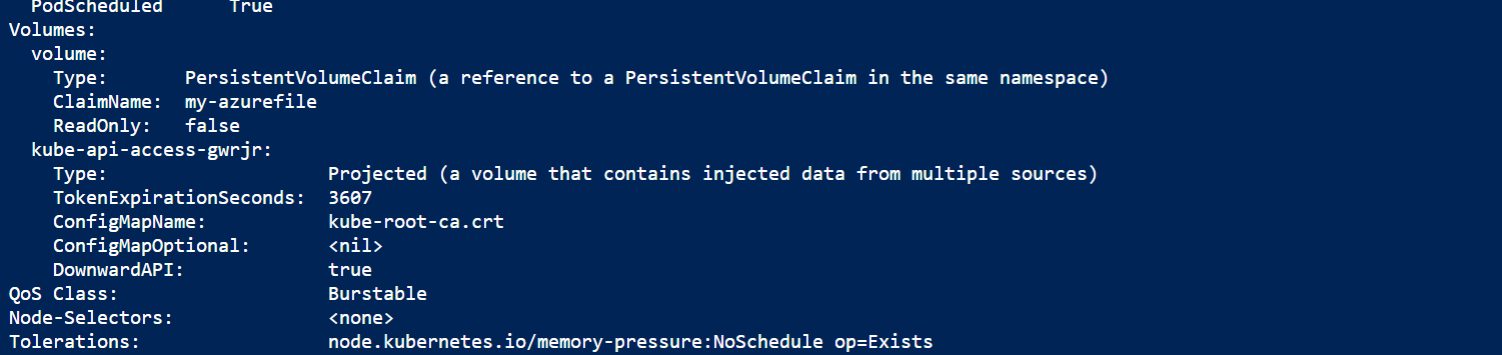 PodScheduled      True
Volumes:
  volume:
    Type:       PersistentVolumeClaim (a reference to a PersistentVolumeClaim in the same namespace)
    ClaimName:  my-azurefile
    ReadOnly:   false
  kube-api-access-gwrjr:
    Type:                    Projected (a volume that contains injected data from multiple sources)
    TokenExpirationSeconds:  3607
    ConfigMapName:           kube-root-ca.crt
    ConfigMapOptional:       <nil>
    DownwardAPI:             true
QoS Class:                   Burstable
Node-Selectors:              <none>
Tolerations:                 node.kubernetes.io/memory-pressure:NoSchedule op=Exists